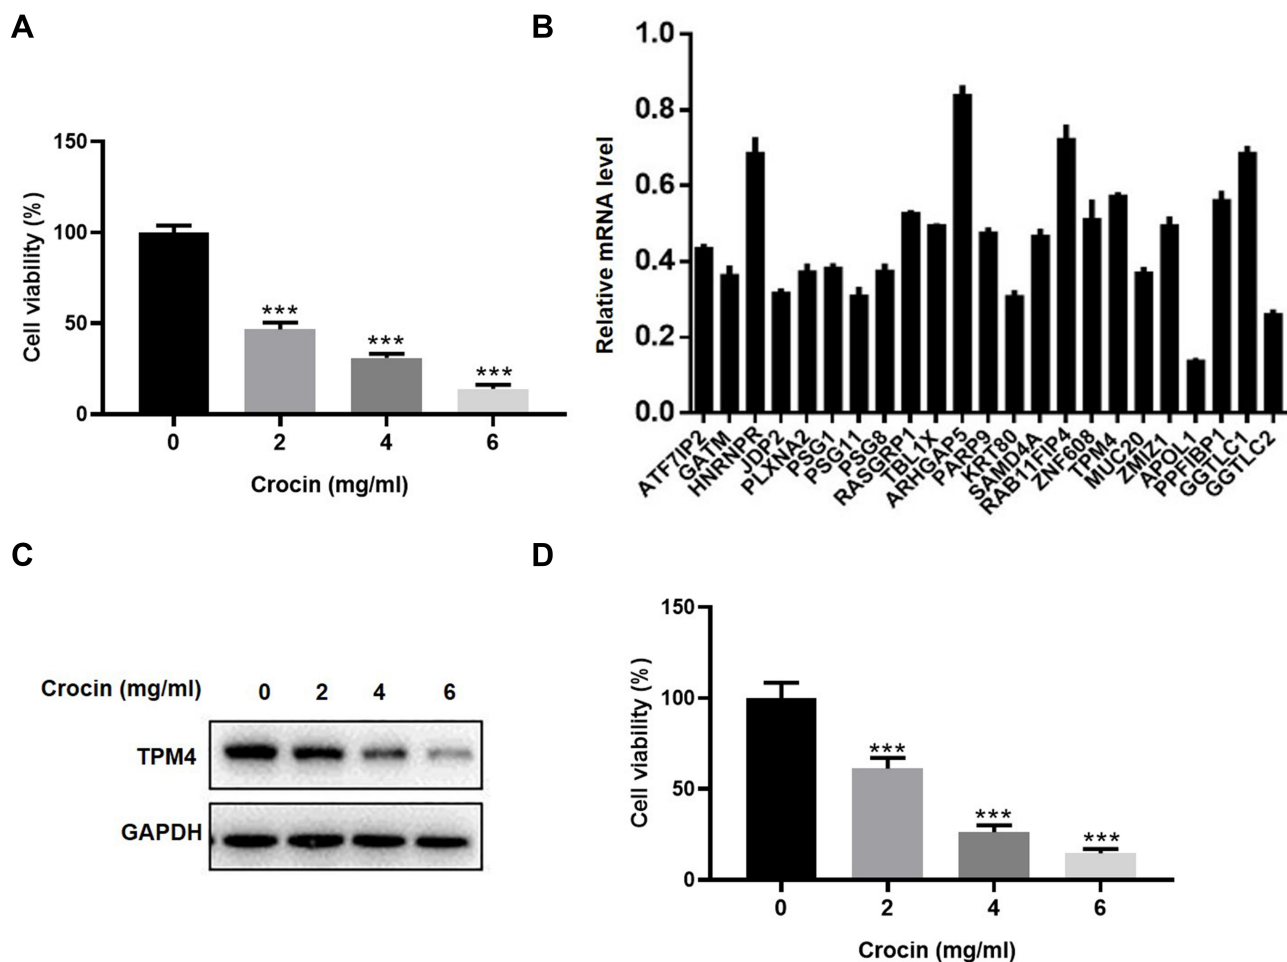 A
B
150
100
50
0
Cell viability (%)
***
***
***
0 2 4 6
Crocin (mg/ml)
1.0
0.8
0.6
0.4
0.2
0.0
Relative mRNA level
ATF7IP2
GATM
HNRNPR
JDP2
PLXNA2
PSG1
PSG11
PSG8
RASGRP1
TBL1X
ARHGAP5
PARP9
KRT80
SAMD4A
RAB11FIP4
ZNF608
TPM4
MUC20
ZMIZ1
APOL1
PPFIBP1
GGTLC1
GGTLC2
C
D
Crocin (mg/ml) 0 2 4 6
TPM4
GAPDH
150
100
50
0
Cell viability (%)
***
***
***
0 2 4 6
Crocin (mg/ml)